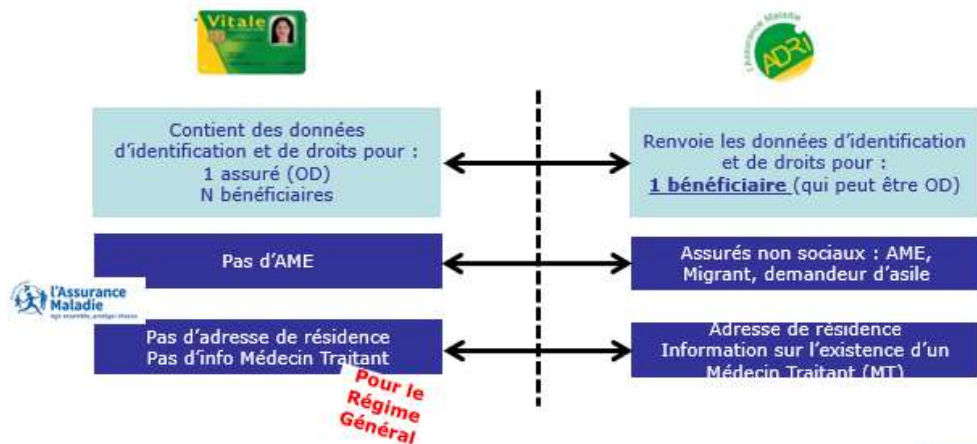 Vitale
l'Assurance Maladie
ADRI
Contient des données
d'identification et de droits pour :
1 assuré (OD)
N bénéficiaires
Renvoie les données d'identification
et de droits pour :
1 bénéficiaire (qui peut être OD)
Pas d'AME
Assurés non sociaux : AME,
Migrant, demandeur d'asile
l'Assurance
Maladie
Pas d'adresse de résidence
Pas d'info Médecin Traitant
Adresse de résidence
Information sur l'existence d'un
Médecin Traitant (MT)
Pour le
Régime
Général